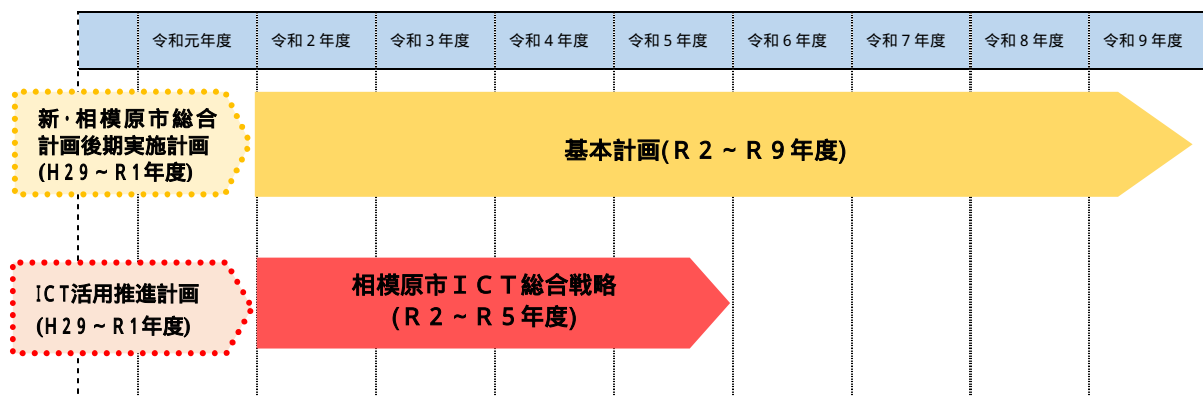 令和元年度 令和２年度 令和３年度 令和４年度 令和５年度 令和６年度 令和７年度 令和８年度 令和９年度
新・相模原市総合
計画後期実施計画
(H29～R1年度)
基本計画(Ｒ２～Ｒ９年度)
ICT活用推進計画
(H29～R1年度)
相模原市ＩＣＴ総合戦略
(Ｒ２～Ｒ５年度)